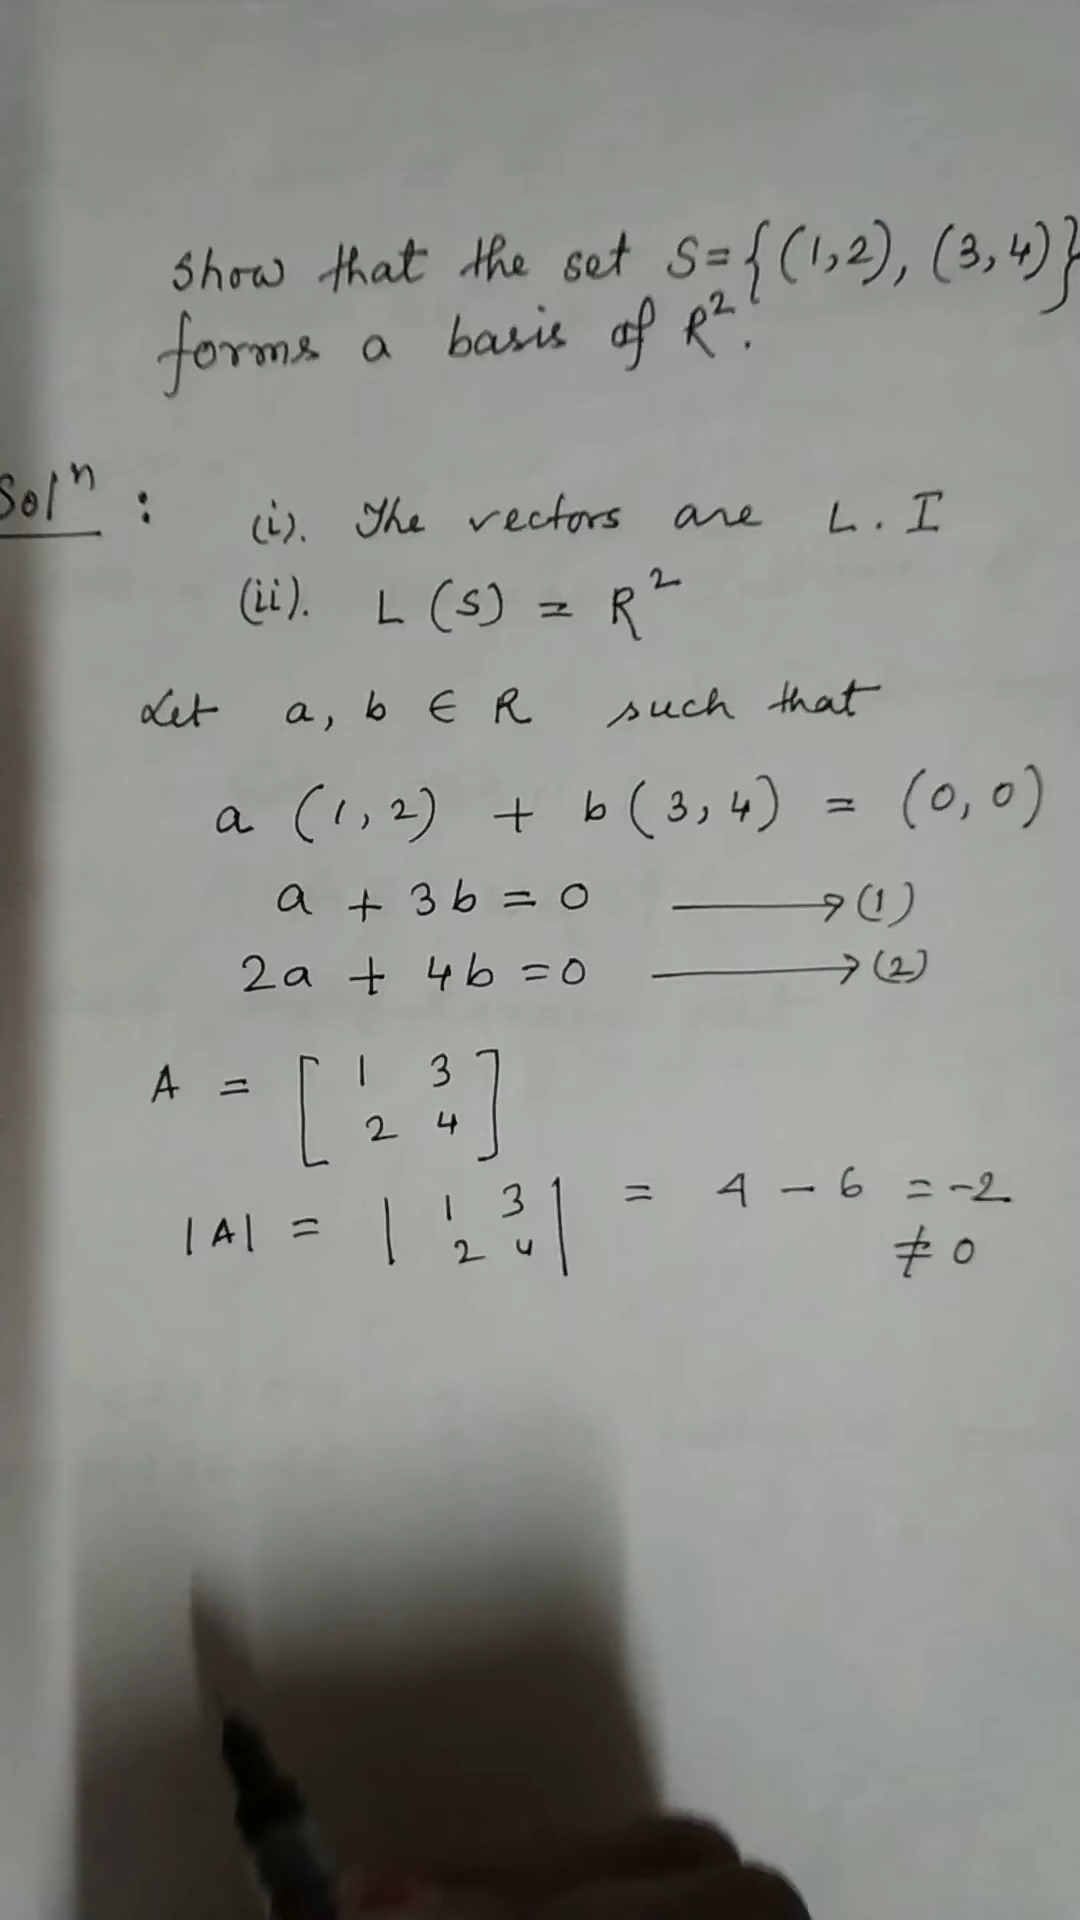 Show that the set S={(1,2), (3,4)}
forms a basis of R².
Solⁿ :
(i). The vectors are L.I
(ii). L(S) = R²
Let a, b ∈ R such that
a (1,2) + b(3,4) = (0,0)
a + 3b = 0 ⟶ (1)
2a + 4b = 0 ⟶ (2)
A = [ 1 3
2 4 ]
|A| = | 1 3
2 4 | = 4 - 6 = -2
≠ 0